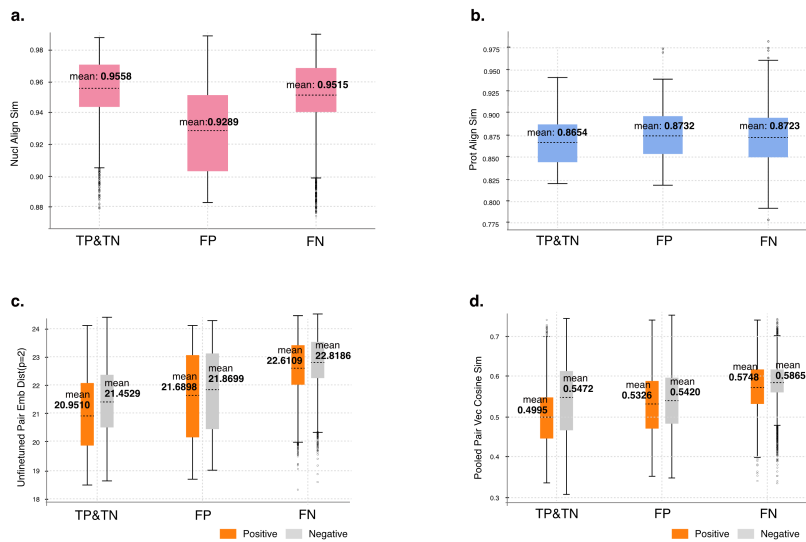 a.
Nucl Align Sim
0.98
0.96
0.94
0.92
0.90
0.88
mean: 0.9558
mean:0.9289
mean: 0.9515
TP&TN
FP
FN
b.
Prot Align Sim
0.975
0.950
0.925
0.900
0.875
0.850
0.825
0.800
0.775
mean: 0.8654
mean: 0.8732
mean: 0.8723
TP&TN
FP
FN
c.
Unfinetuned Pair Emb Dist(p=2)
24
23
22
21
20
19
18
mean
20.9510
mean
21.4529
mean
21.6898
mean
21.8699
mean
22.6109
mean
22.8186
TP&TN
FP
FN
Positive
Negative
d.
Pooled Pair Vec Cosine Sim
0.7
0.6
0.5
0.4
0.3
mean
0.4995
mean
0.5472
mean
0.5326
mean
0.5420
mean
0.5748
mean
0.5865
TP&TN
FP
FN
Positive
Negative